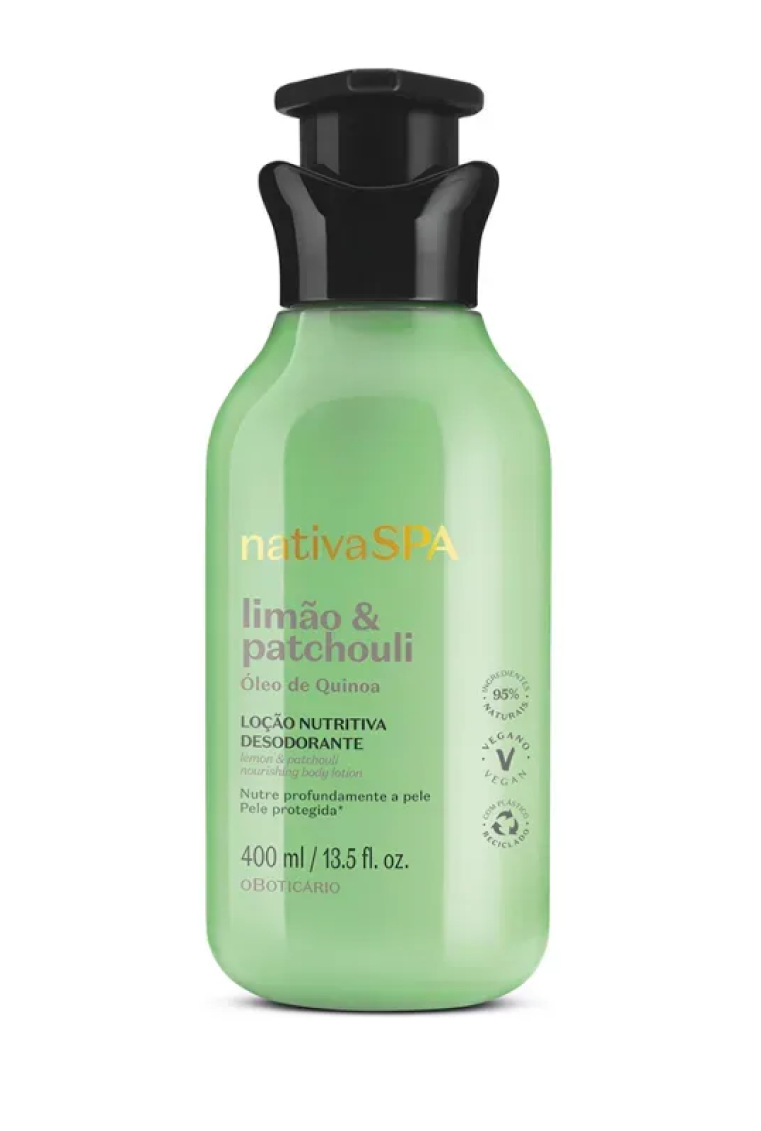 nativaSPA
limão &
patchouli
Óleo de Quinoa
LOÇÃO NUTRITIVA
DESODORANTE
lemon & patchouli
nourishing body lotion
Nutre profundamente a pele
Pele protegida*
400 ml / 13.5 fl. oz.
oBOTICÁRIO
INGREDIENTES
95%
NATURAIS
VEGANO
V
VEGAN
COM PLÁSTICO
RECICLADO